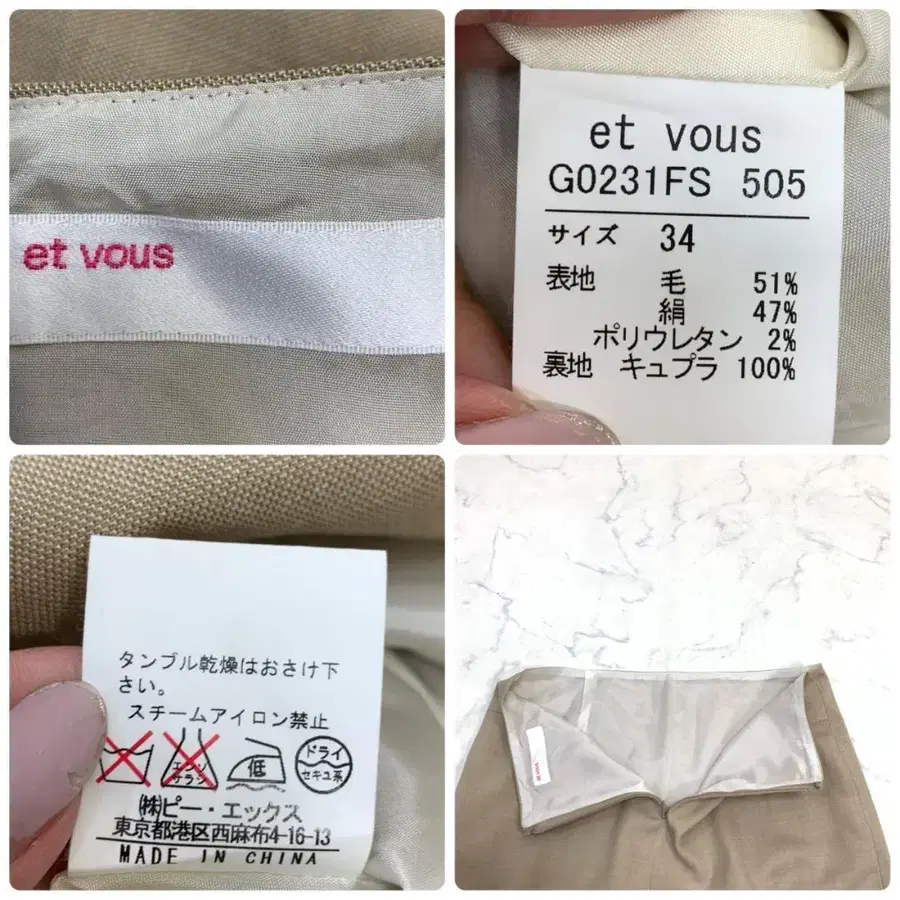 et vous
et vous
G0231FS 505
サイズ 34
表地 毛 51%
絹 47%
ポリウレタン 2%
裏地 キュプラ 100%
タンブル乾燥はおさけ下
さい。
スチームアイロン禁止
エンソ
サラシ
低
ドライ
セキユ系
㈱ピー・エックス
東京都港区西麻布4-16-13
MADE IN CHINA
et vous